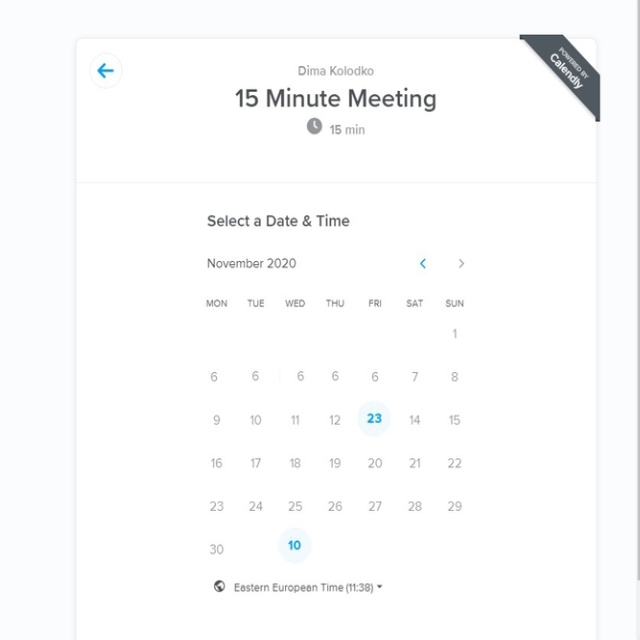 POWERED BY
Calendly
Dima Kolodko
15 Minute Meeting
15 min
Select a Date & Time
November 2020
MON TUE WED THU FRI SAT SUN
1
6 6 6 6 6 7 8
9 10 11 12 23 14 15
16 17 18 19 20 21 22
23 24 25 26 27 28 29
30 10
Eastern European Time (11:38)